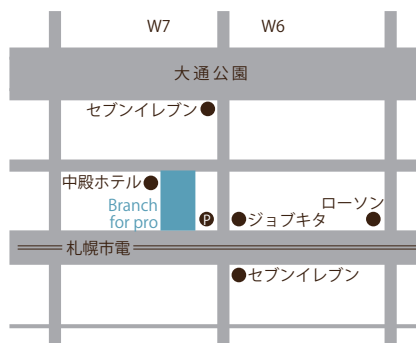 W7
W6
大通公園
セブンイレブン
中殿ホテル
Branch
for pro
P
ジョブキタ
ローソン
札幌市電
セブンイレブン